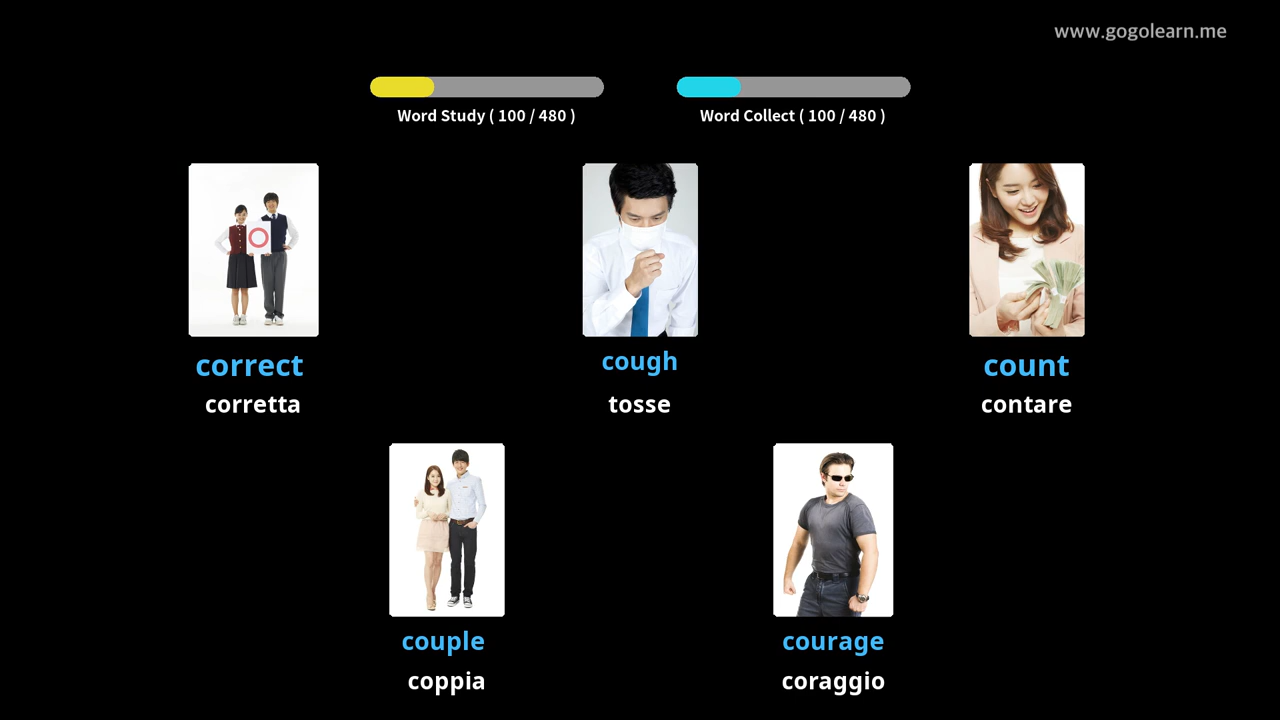 www.gogolearn.me
Word Study ( 100 / 480 )
Word Collect ( 100 / 480 )
correct
cough
count
corretta
tosse
contare
couple
courage
coppia
coraggio